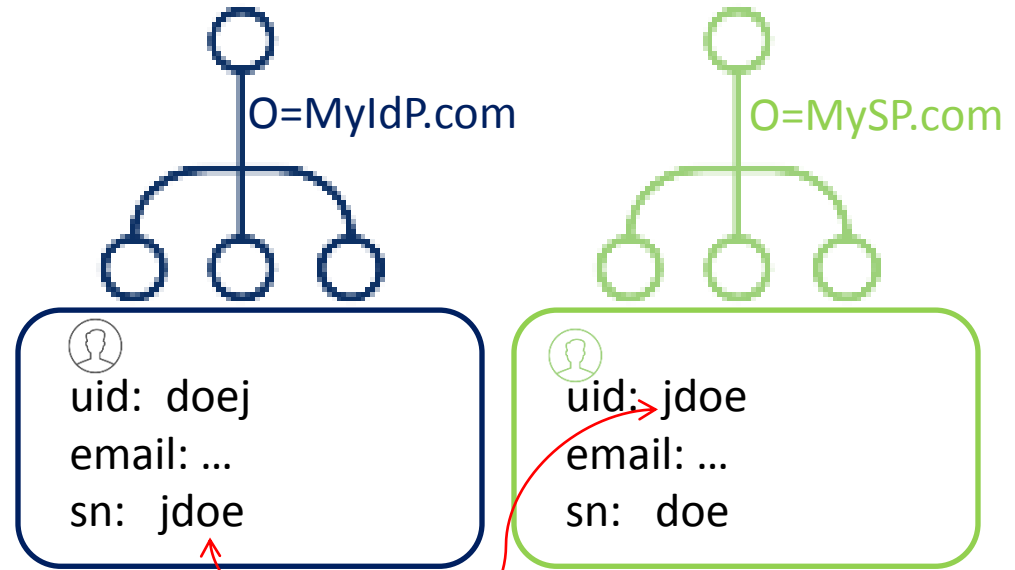 O=MyIdP.com
O=MySP.com
uid: doej
email: ...
sn: jdoe
uid: jdoe
email: ...
sn: doe